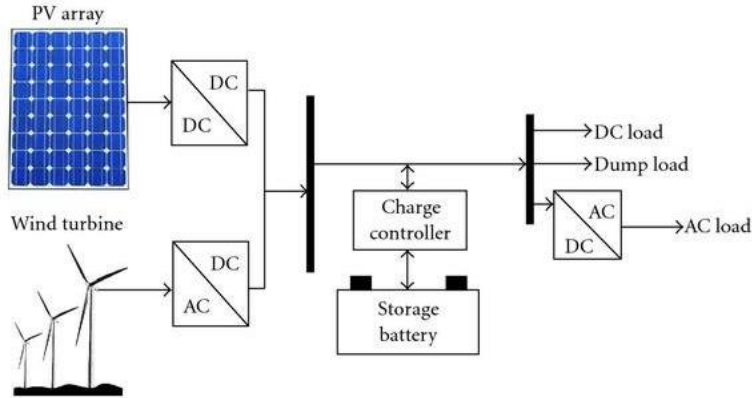 PV array
DC
DC
Wind turbine
DC
AC
Charge
controller
Storage
battery
DC load
Dump load
AC
DC
AC load